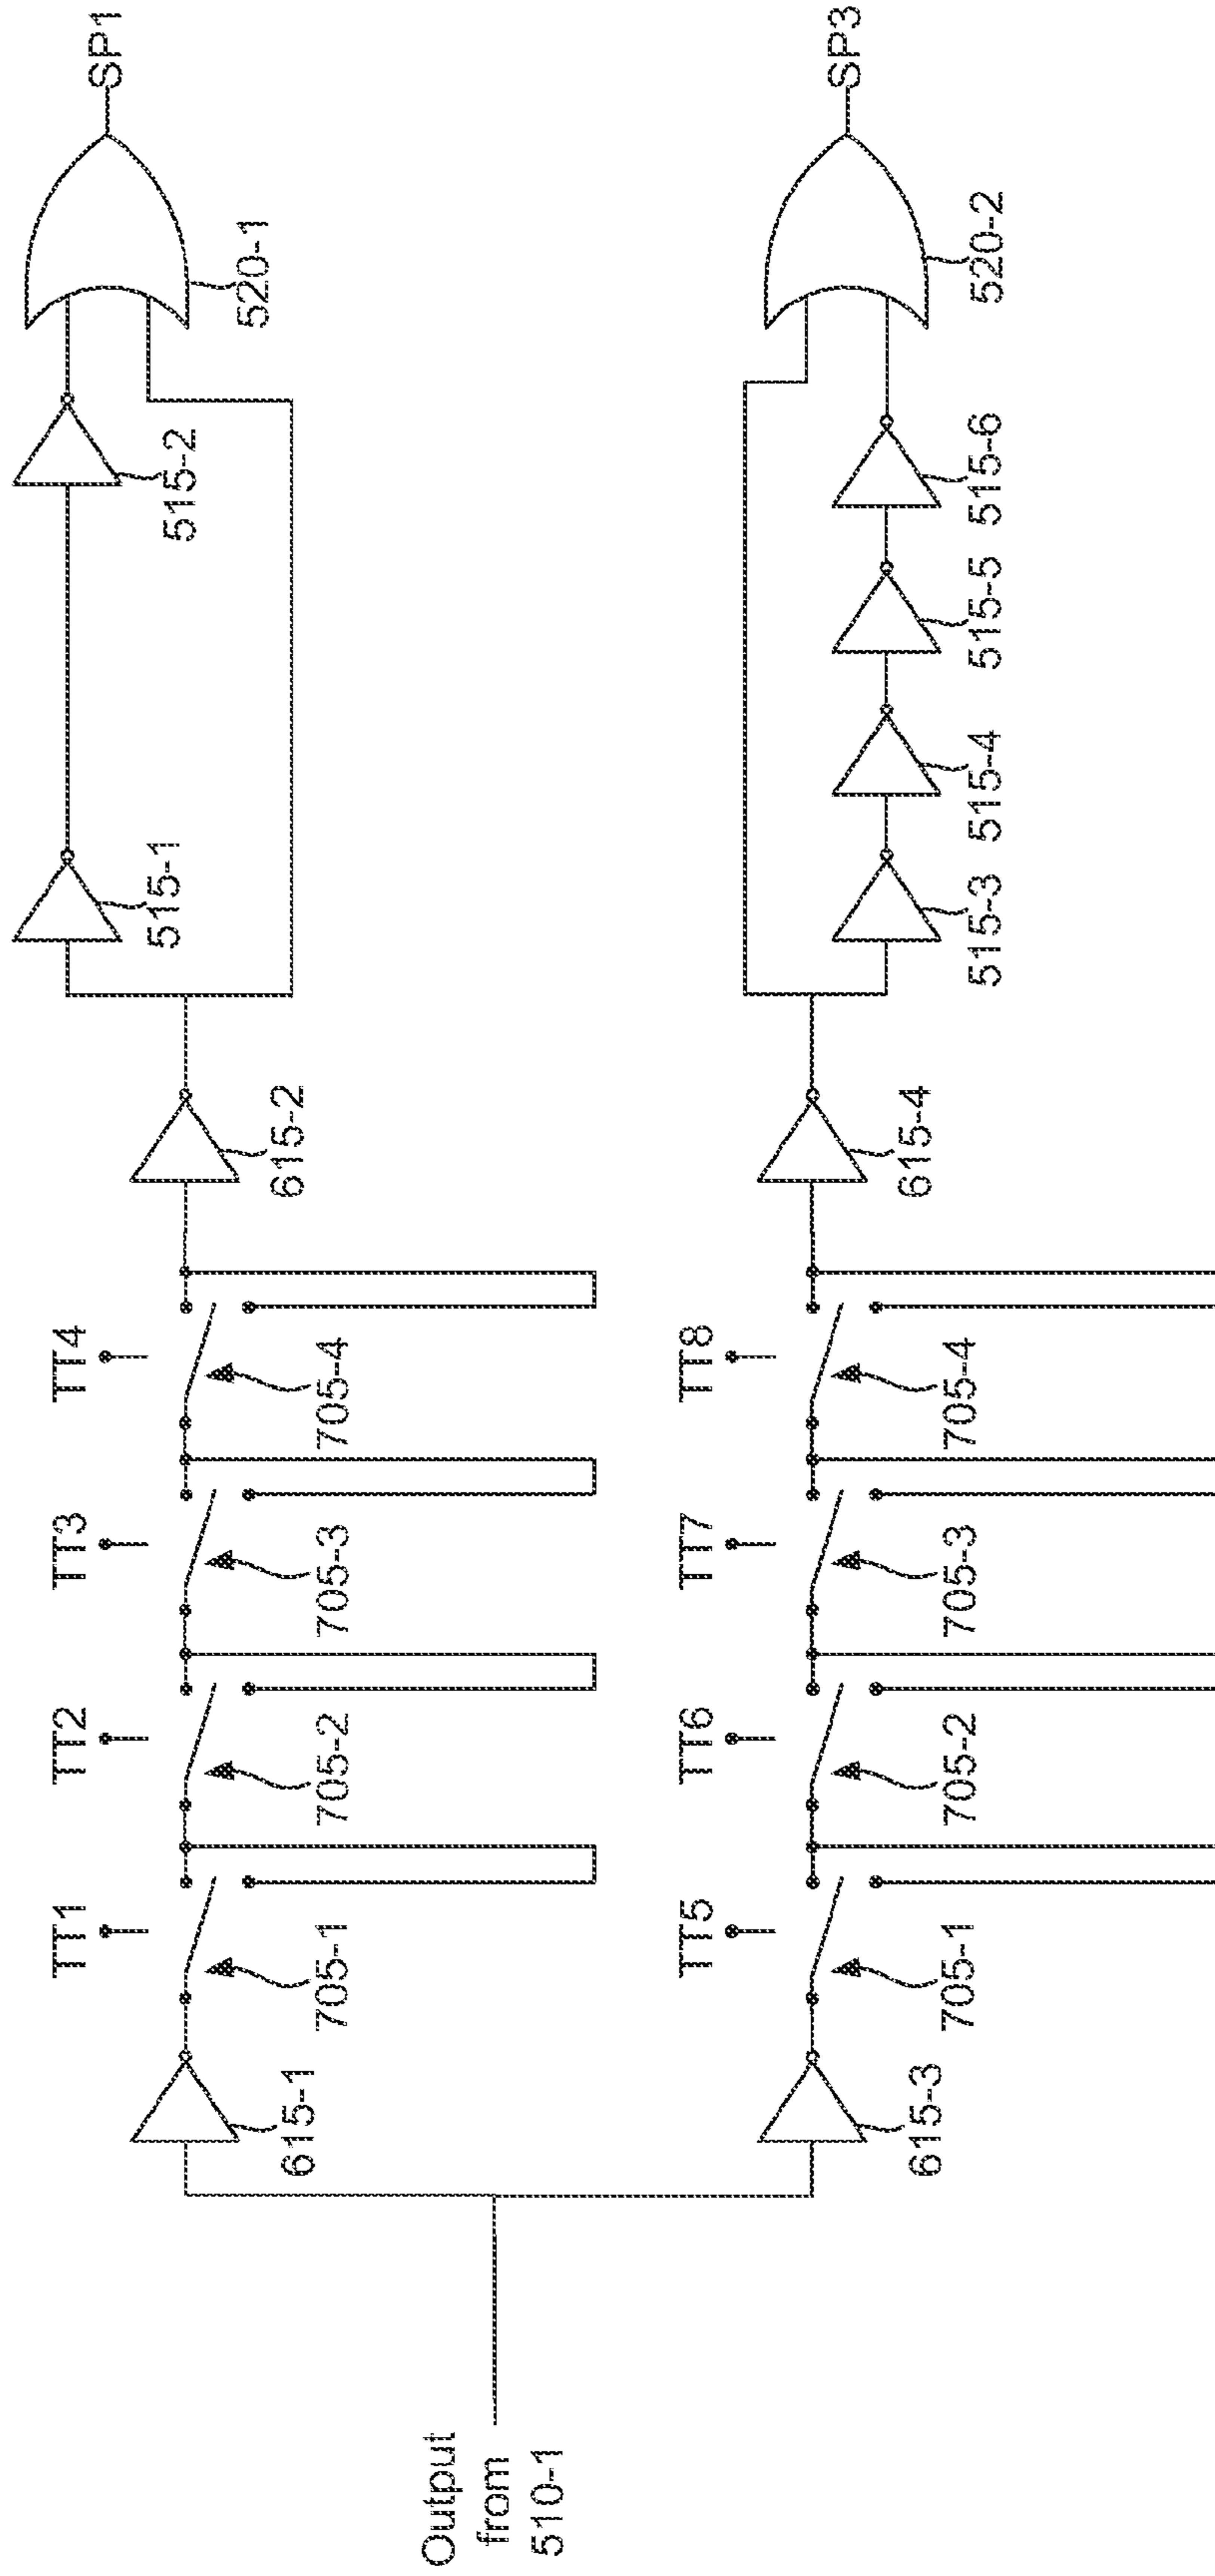 Output
from
510-1
615-1
TT1
705-1
TT2
705-2
TT3
705-3
TT4
705-4
615-2
515-1
515-2
520-1
SP1
615-3
TT5
705-1
TT6
705-2
TT7
705-3
TT8
705-4
615-4
515-3
515-4
515-5
515-6
520-2
SP3